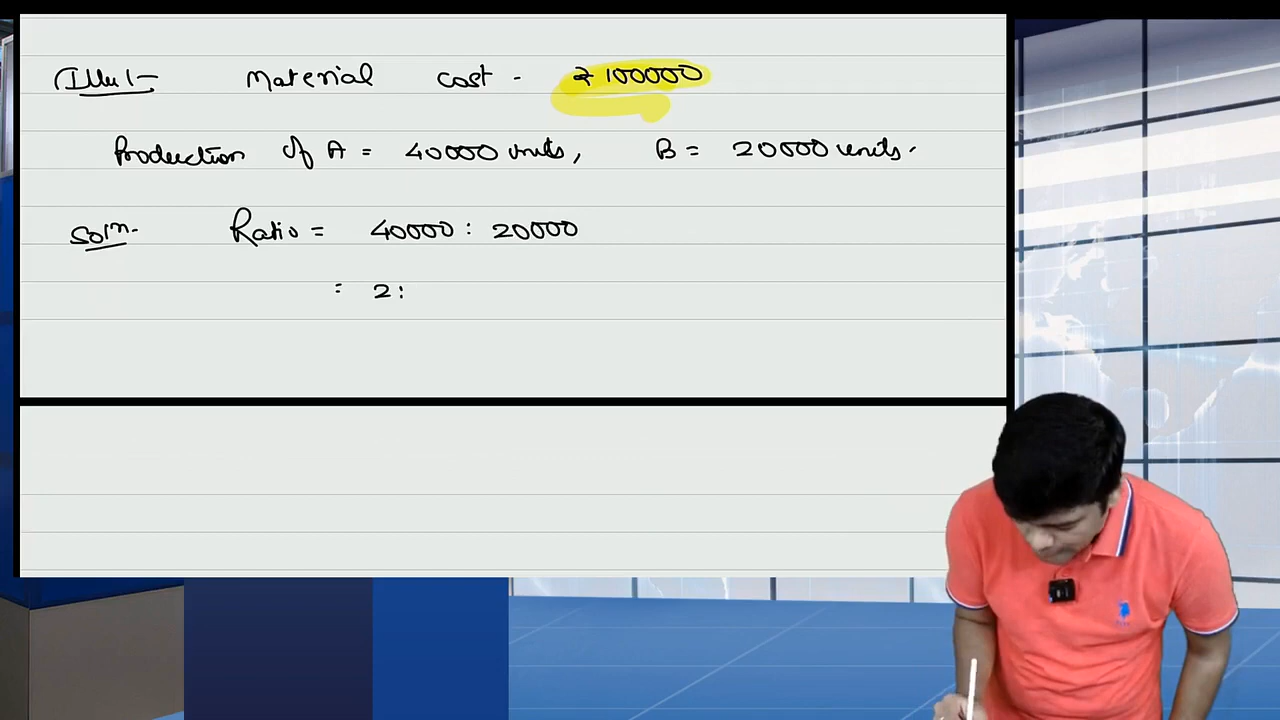 Illu 1- Material cost - ₹ 100000
Production of A = 40000 units, B = 20000 units.
Soln. Ratio = 40000 : 20000
= 2 :